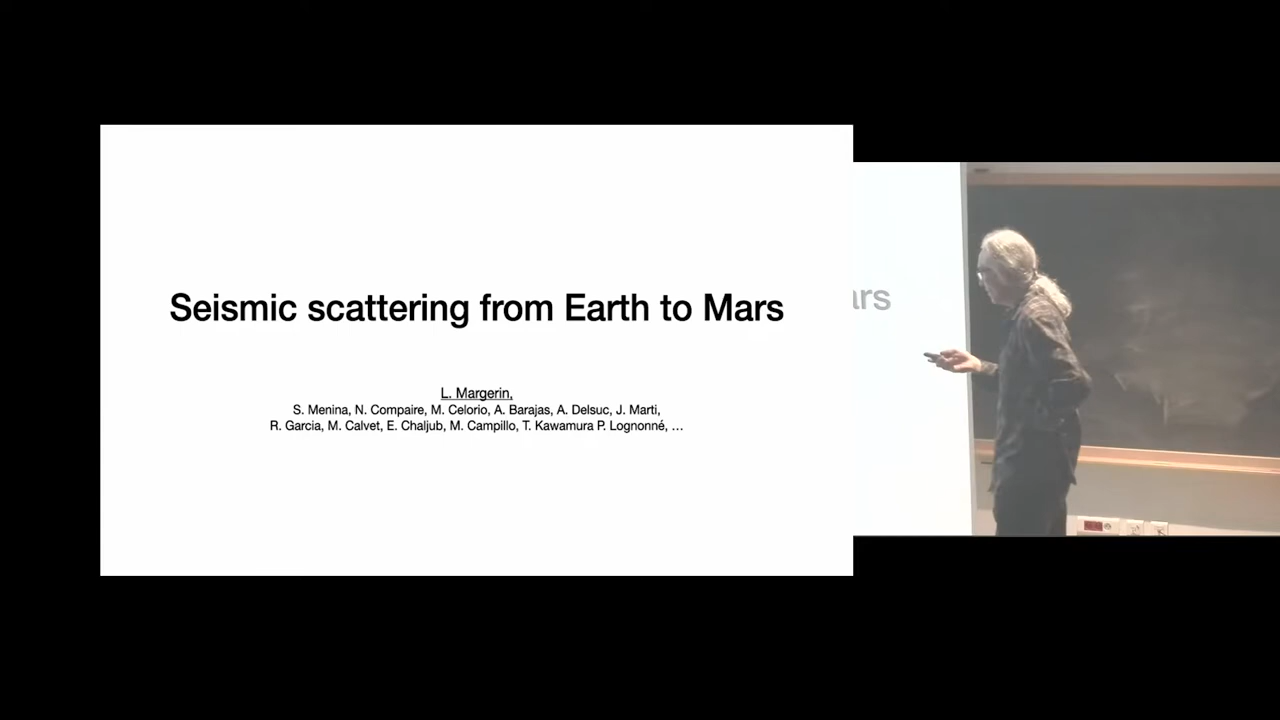 Seismic scattering from Earth to Mars
L. Margerin,
S. Menina, N. Compaire, M. Celorio, A. Barajas, A. Delsuc, J. Marti,
R. Garcia, M. Calvet, E. Chaljub, M. Campillo, T. Kawamura P. Lognonné, ...
ars